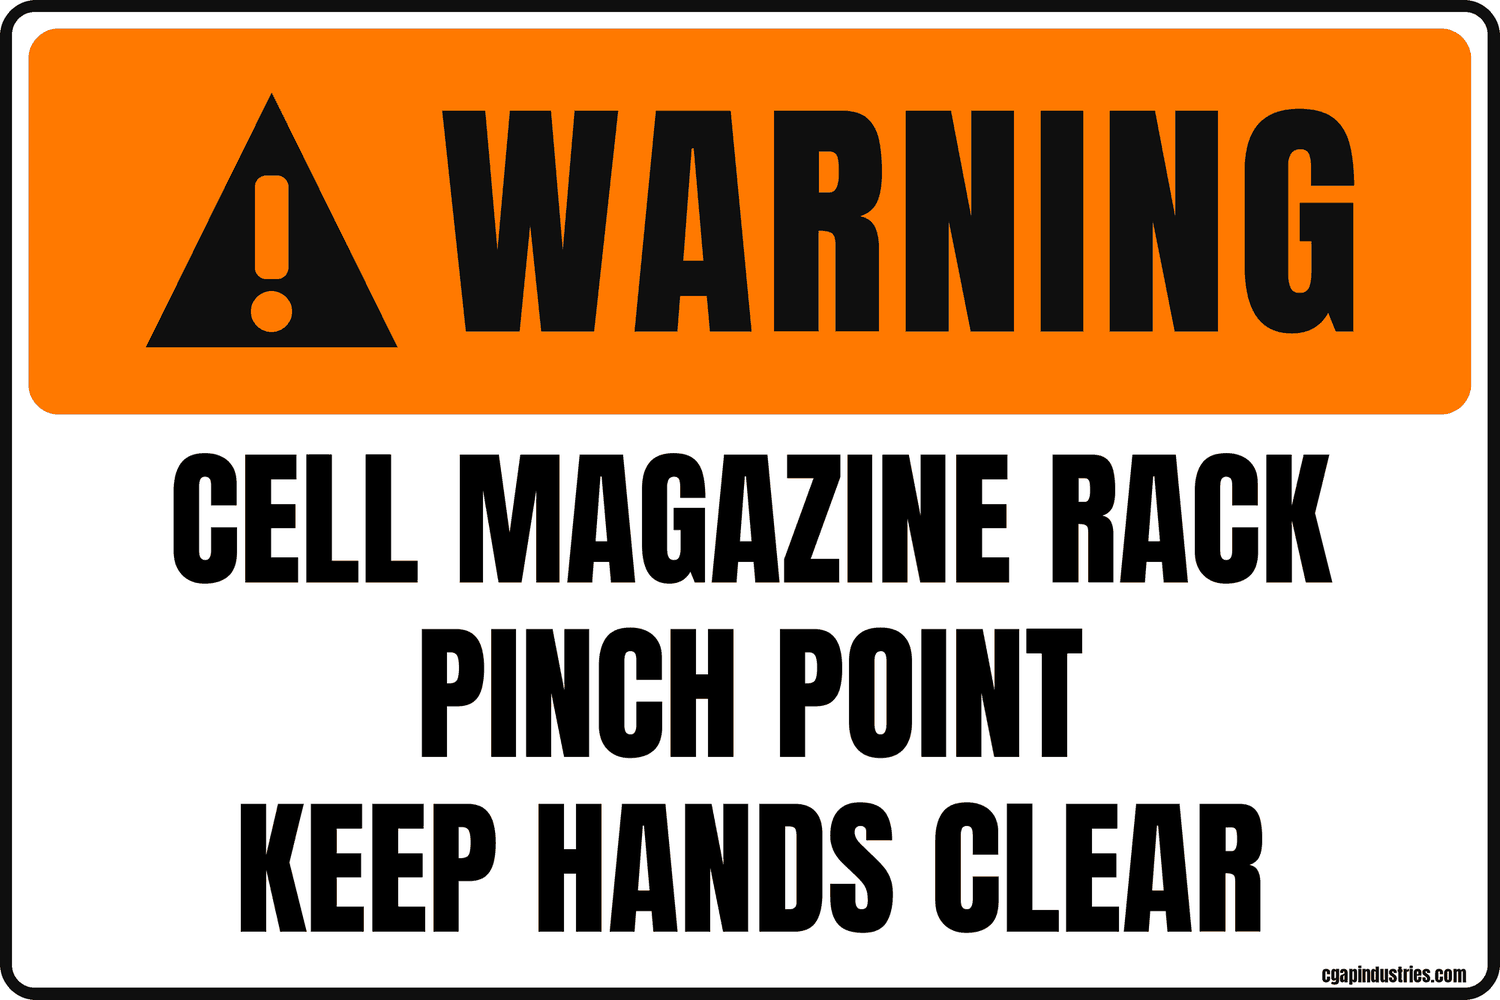 WARNING
CELL MAGAZINE RACK
PINCH POINT
KEEP HANDS CLEAR
cgapindustries.com